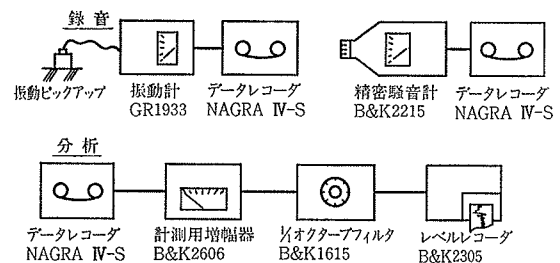 録音
振動ピックアップ
振動計
GR1933
データレコーダ
NAGRA Ⅳ-S
精密騒音計
B&K2215
データレコーダ
NAGRA Ⅳ-S
分析
データレコーダ
NAGRA Ⅳ-S
計測用増幅器
B&K2606
1/1オクターブフィルタ
B&K1615
レベルレコーダ
B&K2305